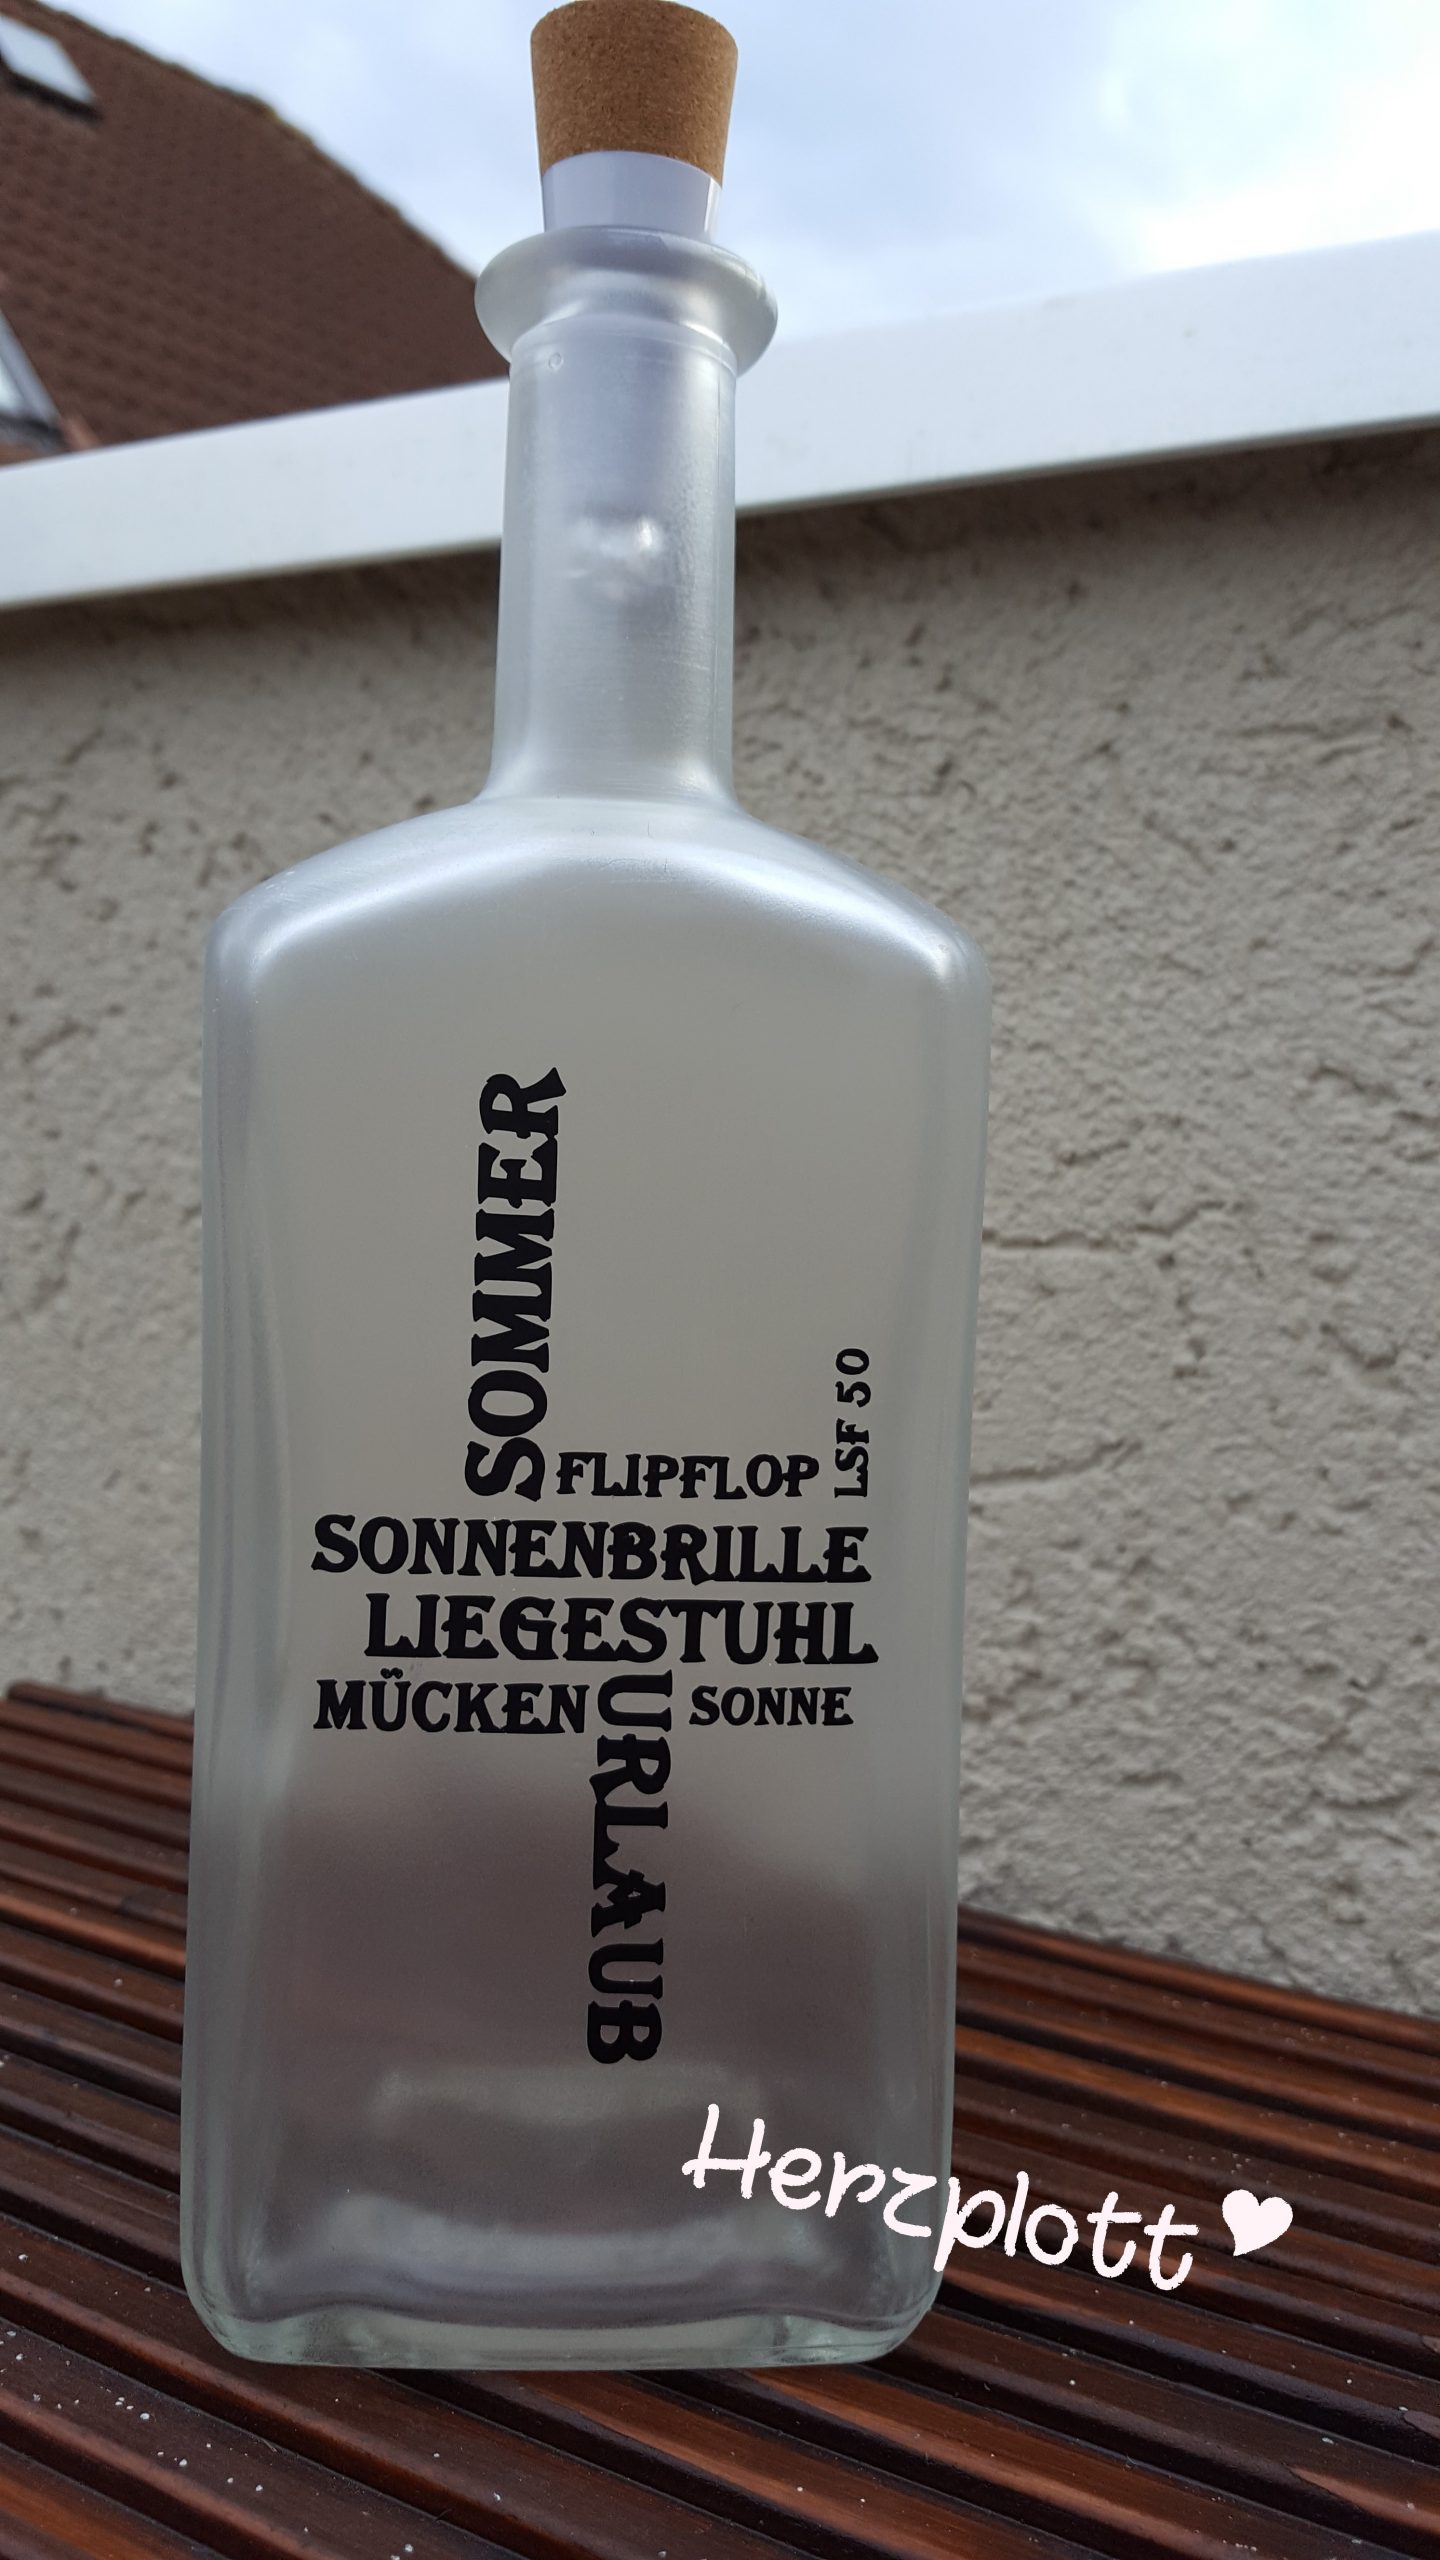 SOMMER
FLIPFLOP
LSF 50
SONNENBRILLE
LIEGESTUHL
MÜCKEN
URLAUB
SONNE
Herzplott